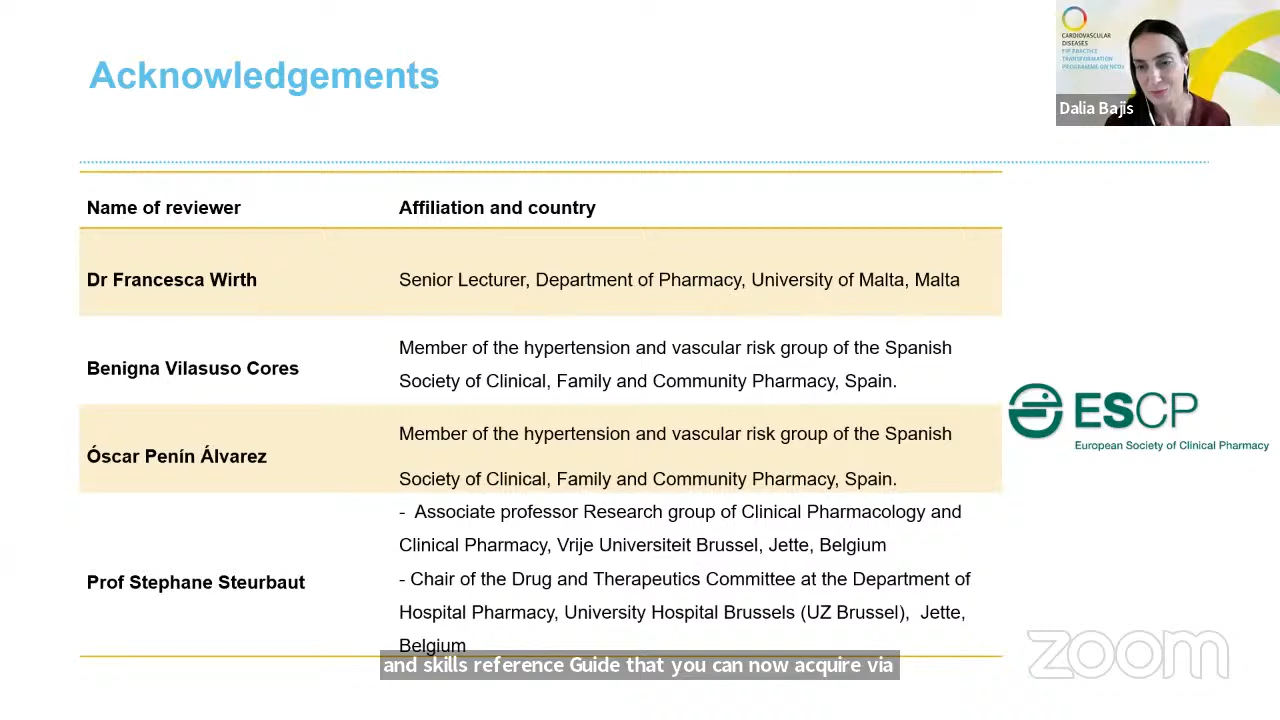 Acknowledgements
CARDIOVASCULAR
DISEASES
FIP PRACTICE
TRANSFORMATION
PROGRAMME ON NCDS
Dalia Bajis
Name of reviewer
Affiliation and country
Dr Francesca Wirth
Senior Lecturer, Department of Pharmacy, University of Malta, Malta
Benigna Vilasuso Cores
Member of the hypertension and vascular risk group of the Spanish
Society of Clinical, Family and Community Pharmacy, Spain.
Óscar Penín Álvarez
Member of the hypertension and vascular risk group of the Spanish
Society of Clinical, Family and Community Pharmacy, Spain.
Prof Stephane Steurbaut
- Associate professor Research group of Clinical Pharmacology and
Clinical Pharmacy, Vrije Universiteit Brussel, Jette, Belgium
- Chair of the Drug and Therapeutics Committee at the Department of
Hospital Pharmacy, University Hospital Brussels (UZ Brussel), Jette,
Belgium
ESCP
European Society of Clinical Pharmacy
and skills reference Guide that you can now acquire via
zoom